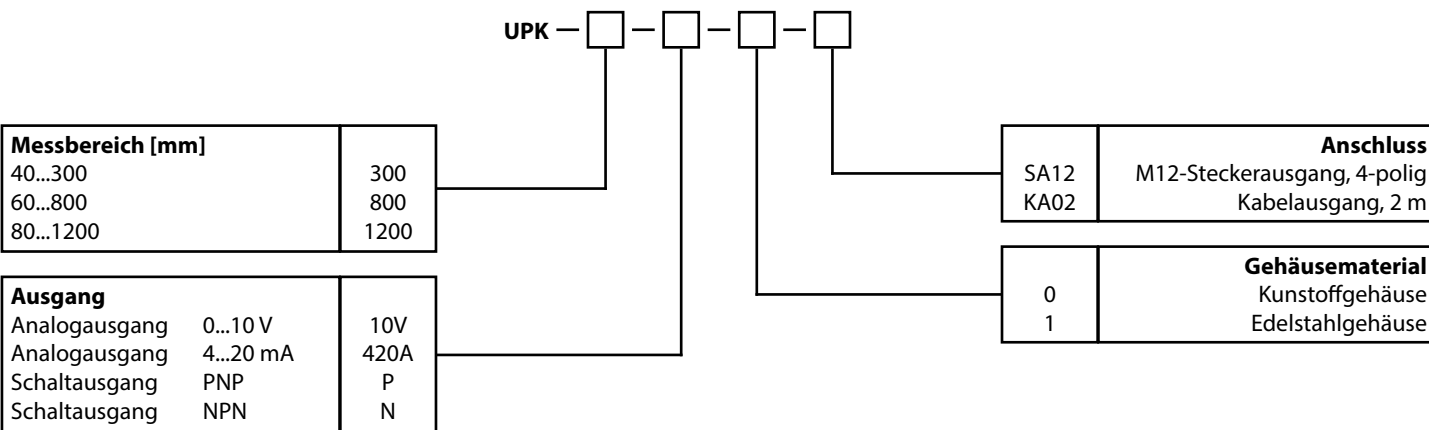 UPK — □ — □ — □ — □
Messbereich [mm]
40...300 300
60...800 800
80...1200 1200
Ausgang
Analogausgang 0...10 V 10V
Analogausgang 4...20 mA 420A
Schaltausgang PNP P
Schaltausgang NPN N
Anschluss
SA12 M12-Steckerausgang, 4-polig
KA02 Kabelausgang, 2 m
Gehäusematerial
0 Kunstoffgehäuse
1 Edelstahlgehäuse